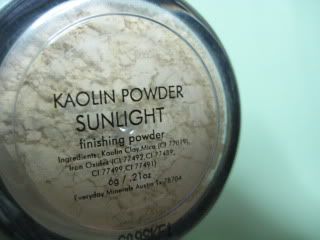 KAOLIN POWDER
SUNLIGHT
finishing powder
Ingredients: Kaolin Clay, Mica (CI 77019),
Iron Oxides (CI 77492, CI 77489,
CI 77499, CI 77491)
6g / .21oz
Everyday Minerals Austin Tx 78704